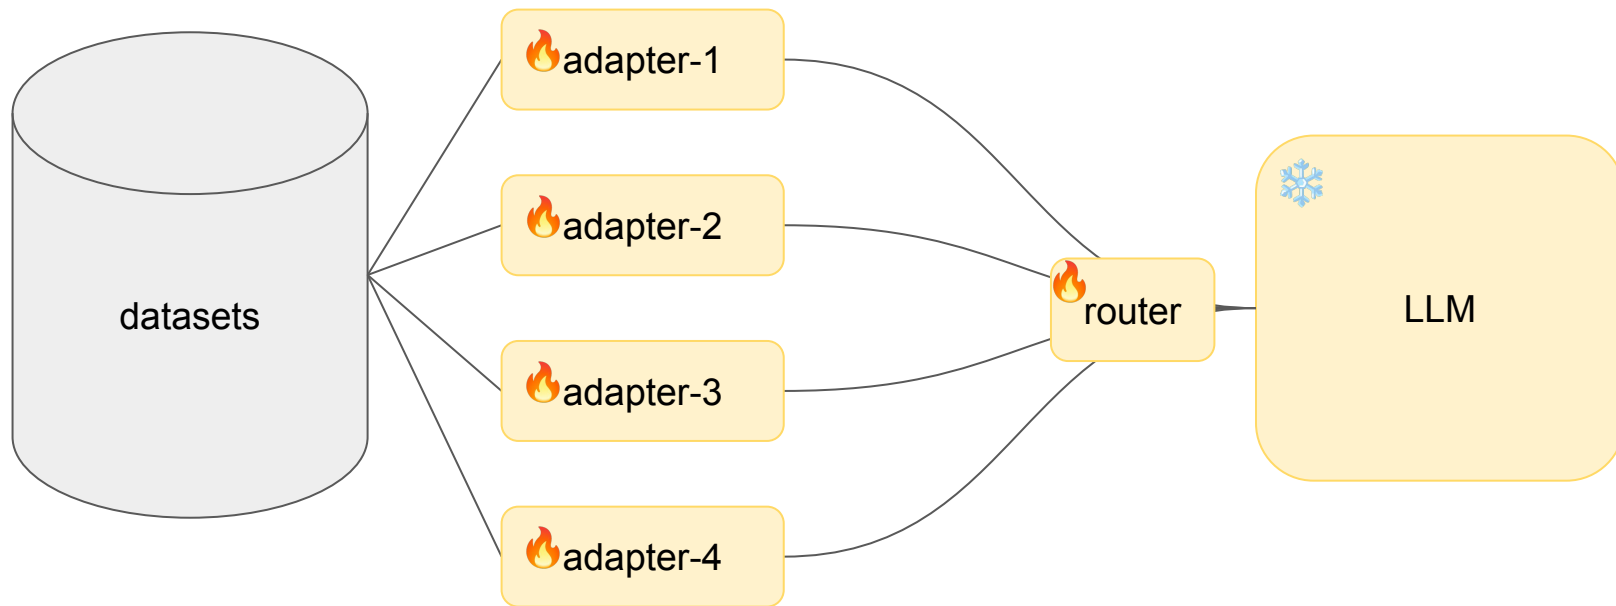 datasets
adapter-1
adapter-2
adapter-3
adapter-4
router
LLM